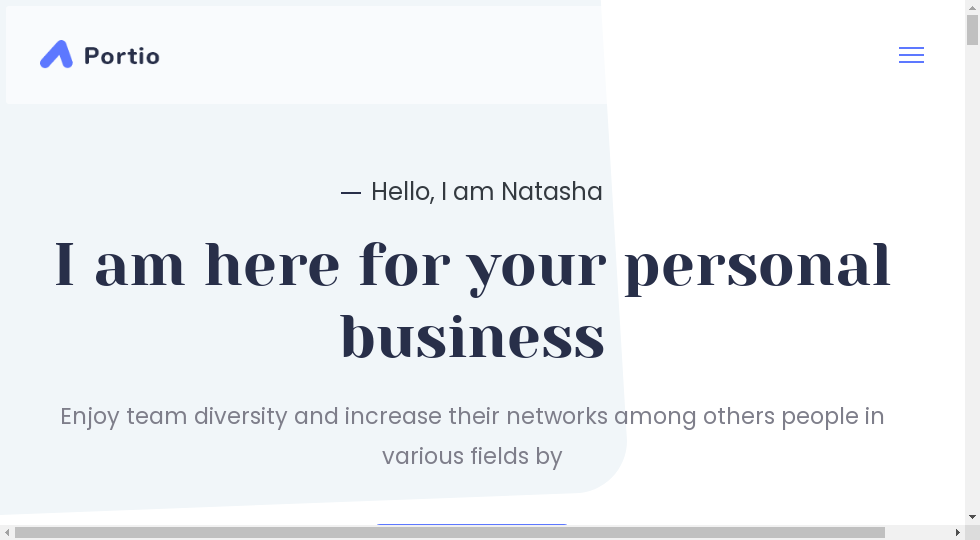 Portio
— Hello, I am Natasha
I am here for your personal
business
Enjoy team diversity and increase their networks among others people in
various fields by